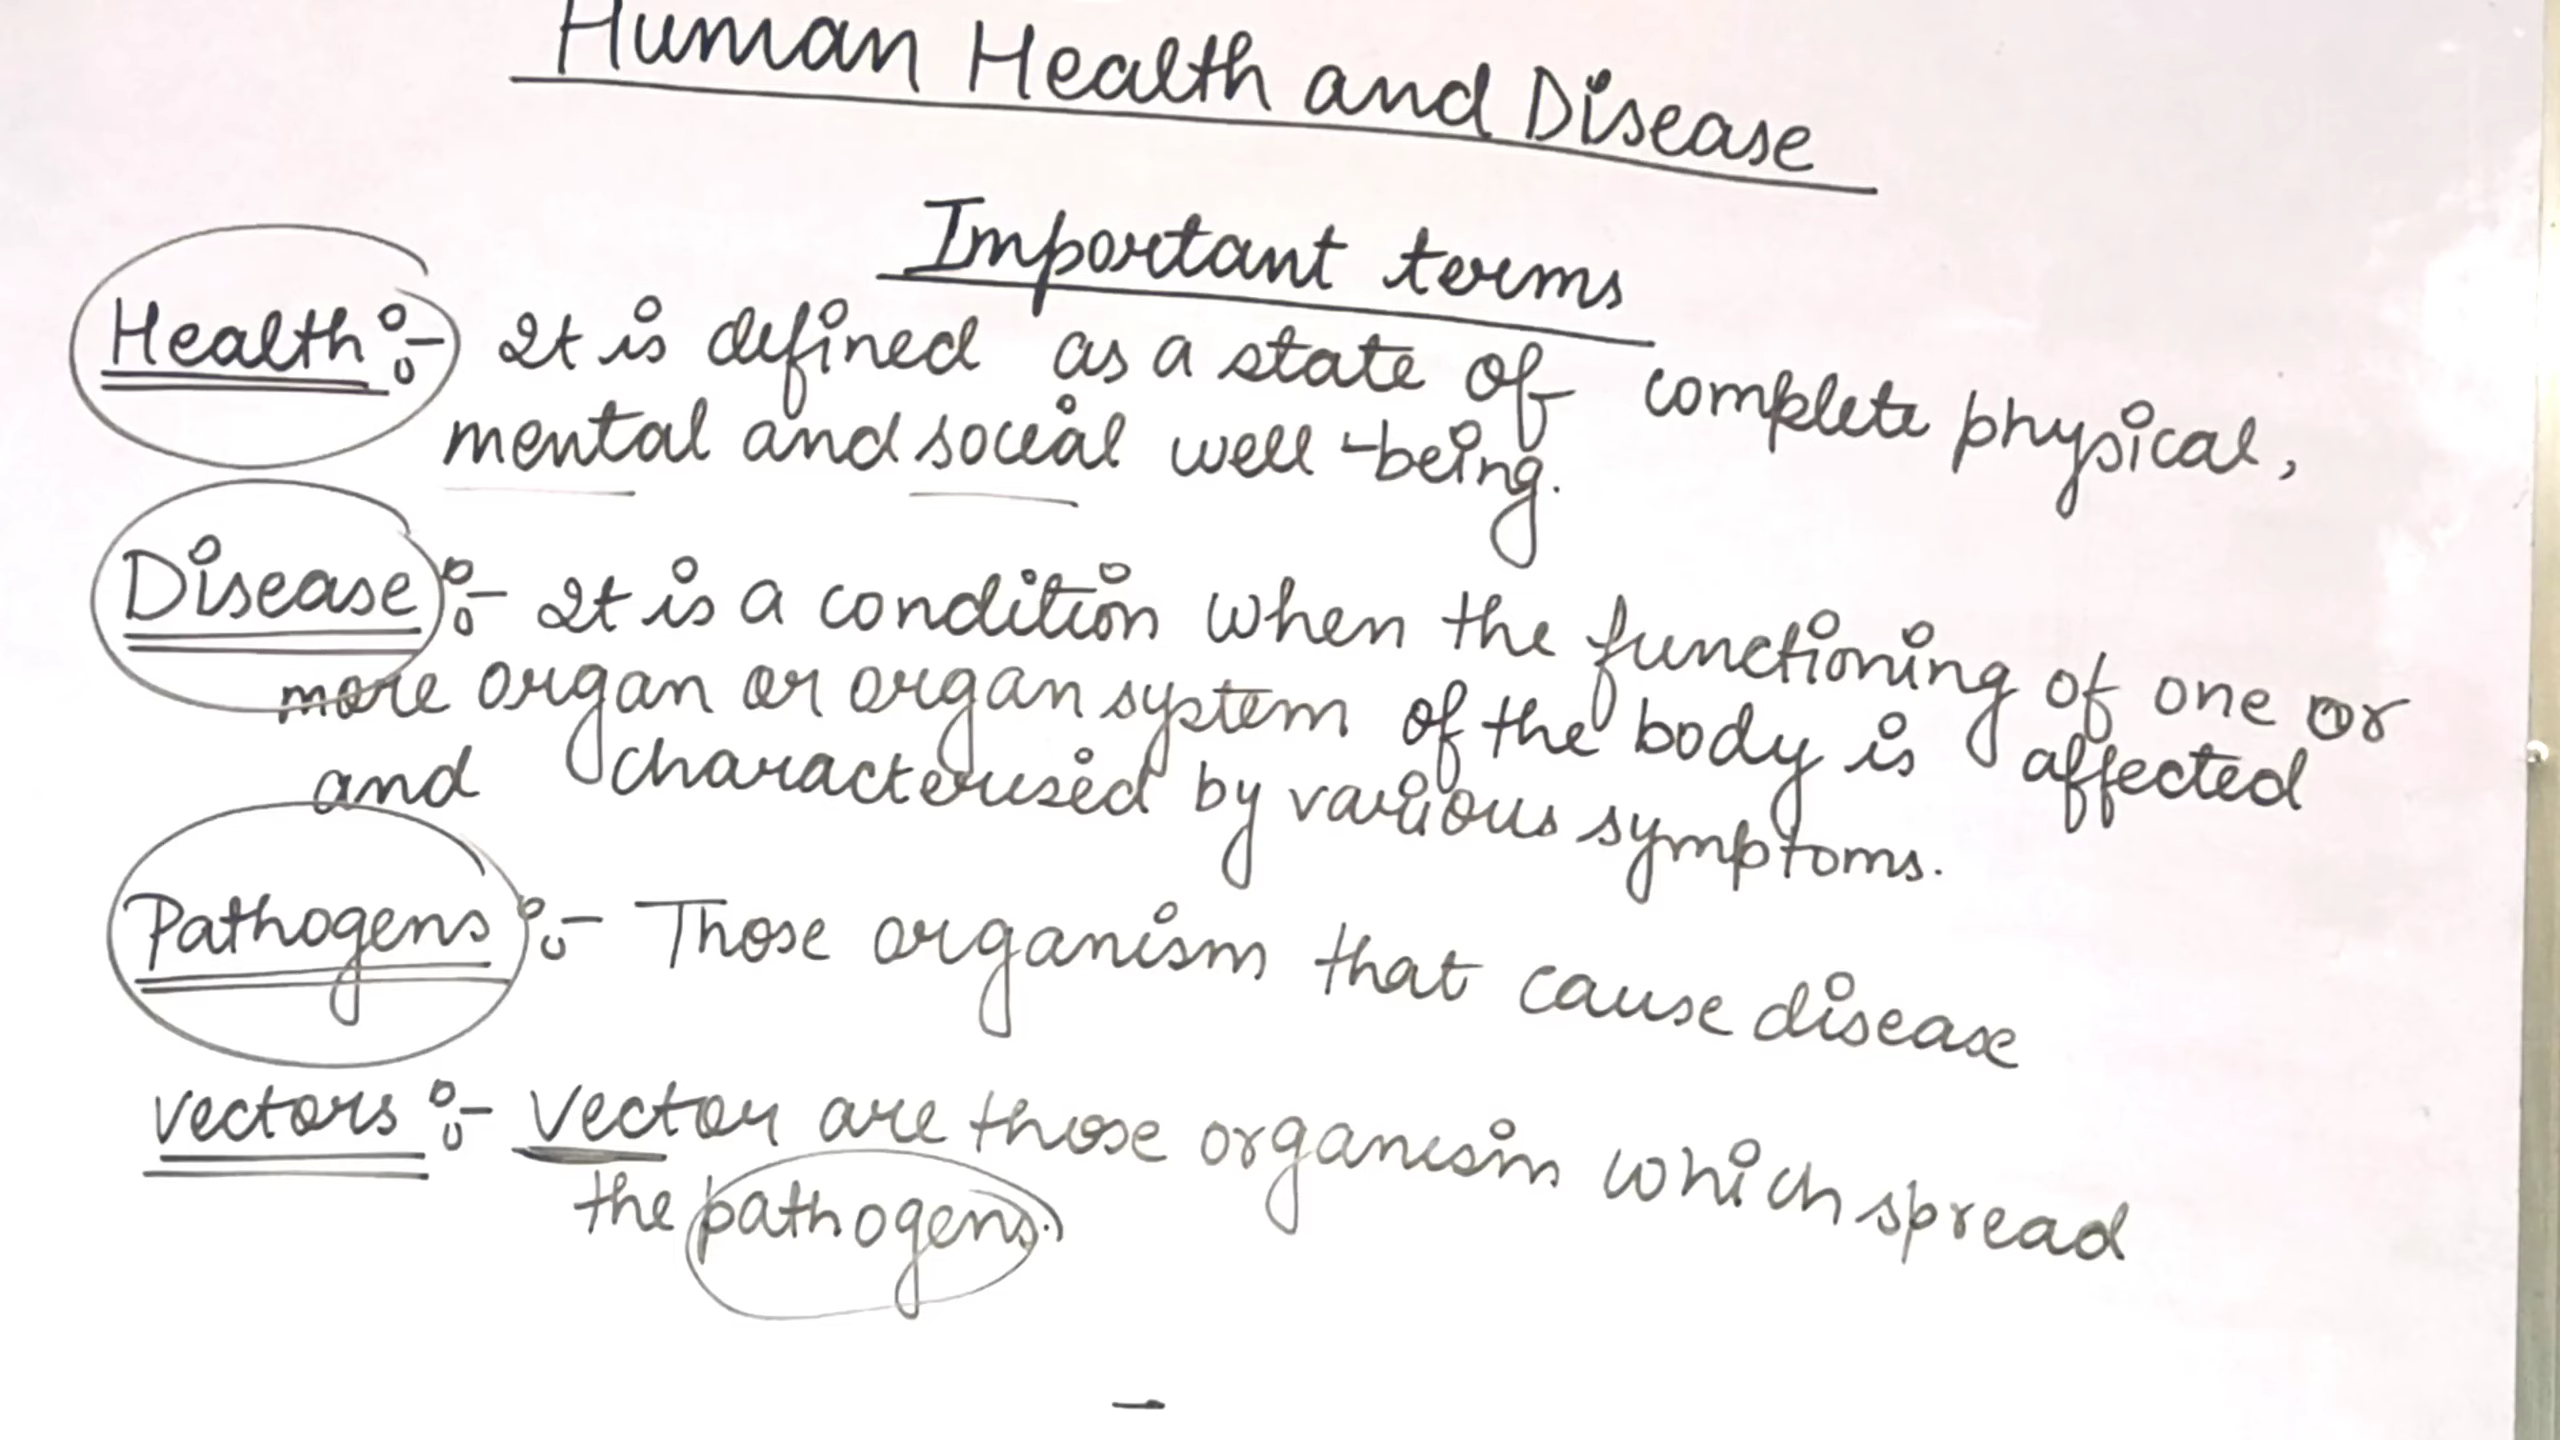 Human Health and Disease
Important terms
Health :- It is defined as a state of complete physical,
mental and social well-being.
Disease :- It is a condition when the functioning of one or
more organ or organ system of the body is affected
and characterised by various symptoms.
Pathogens :- Those organism that cause disease
vectors :- Vector are those organism which spread
the pathogens.